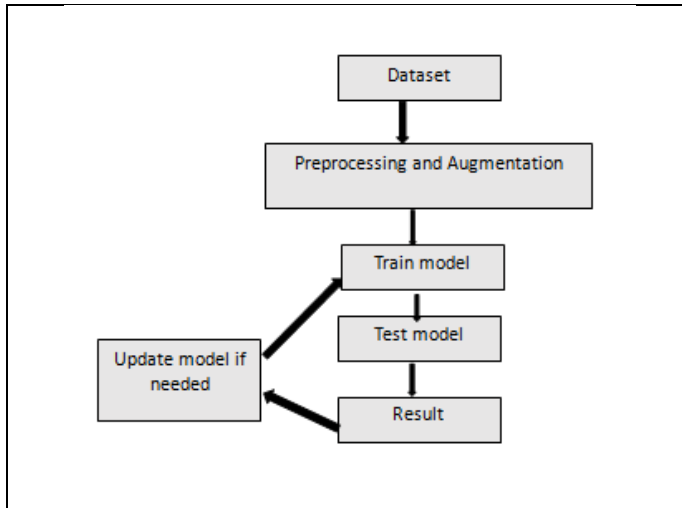 Dataset
Preprocessing and Augmentation
Train model
Test model
Update model if
needed
Result